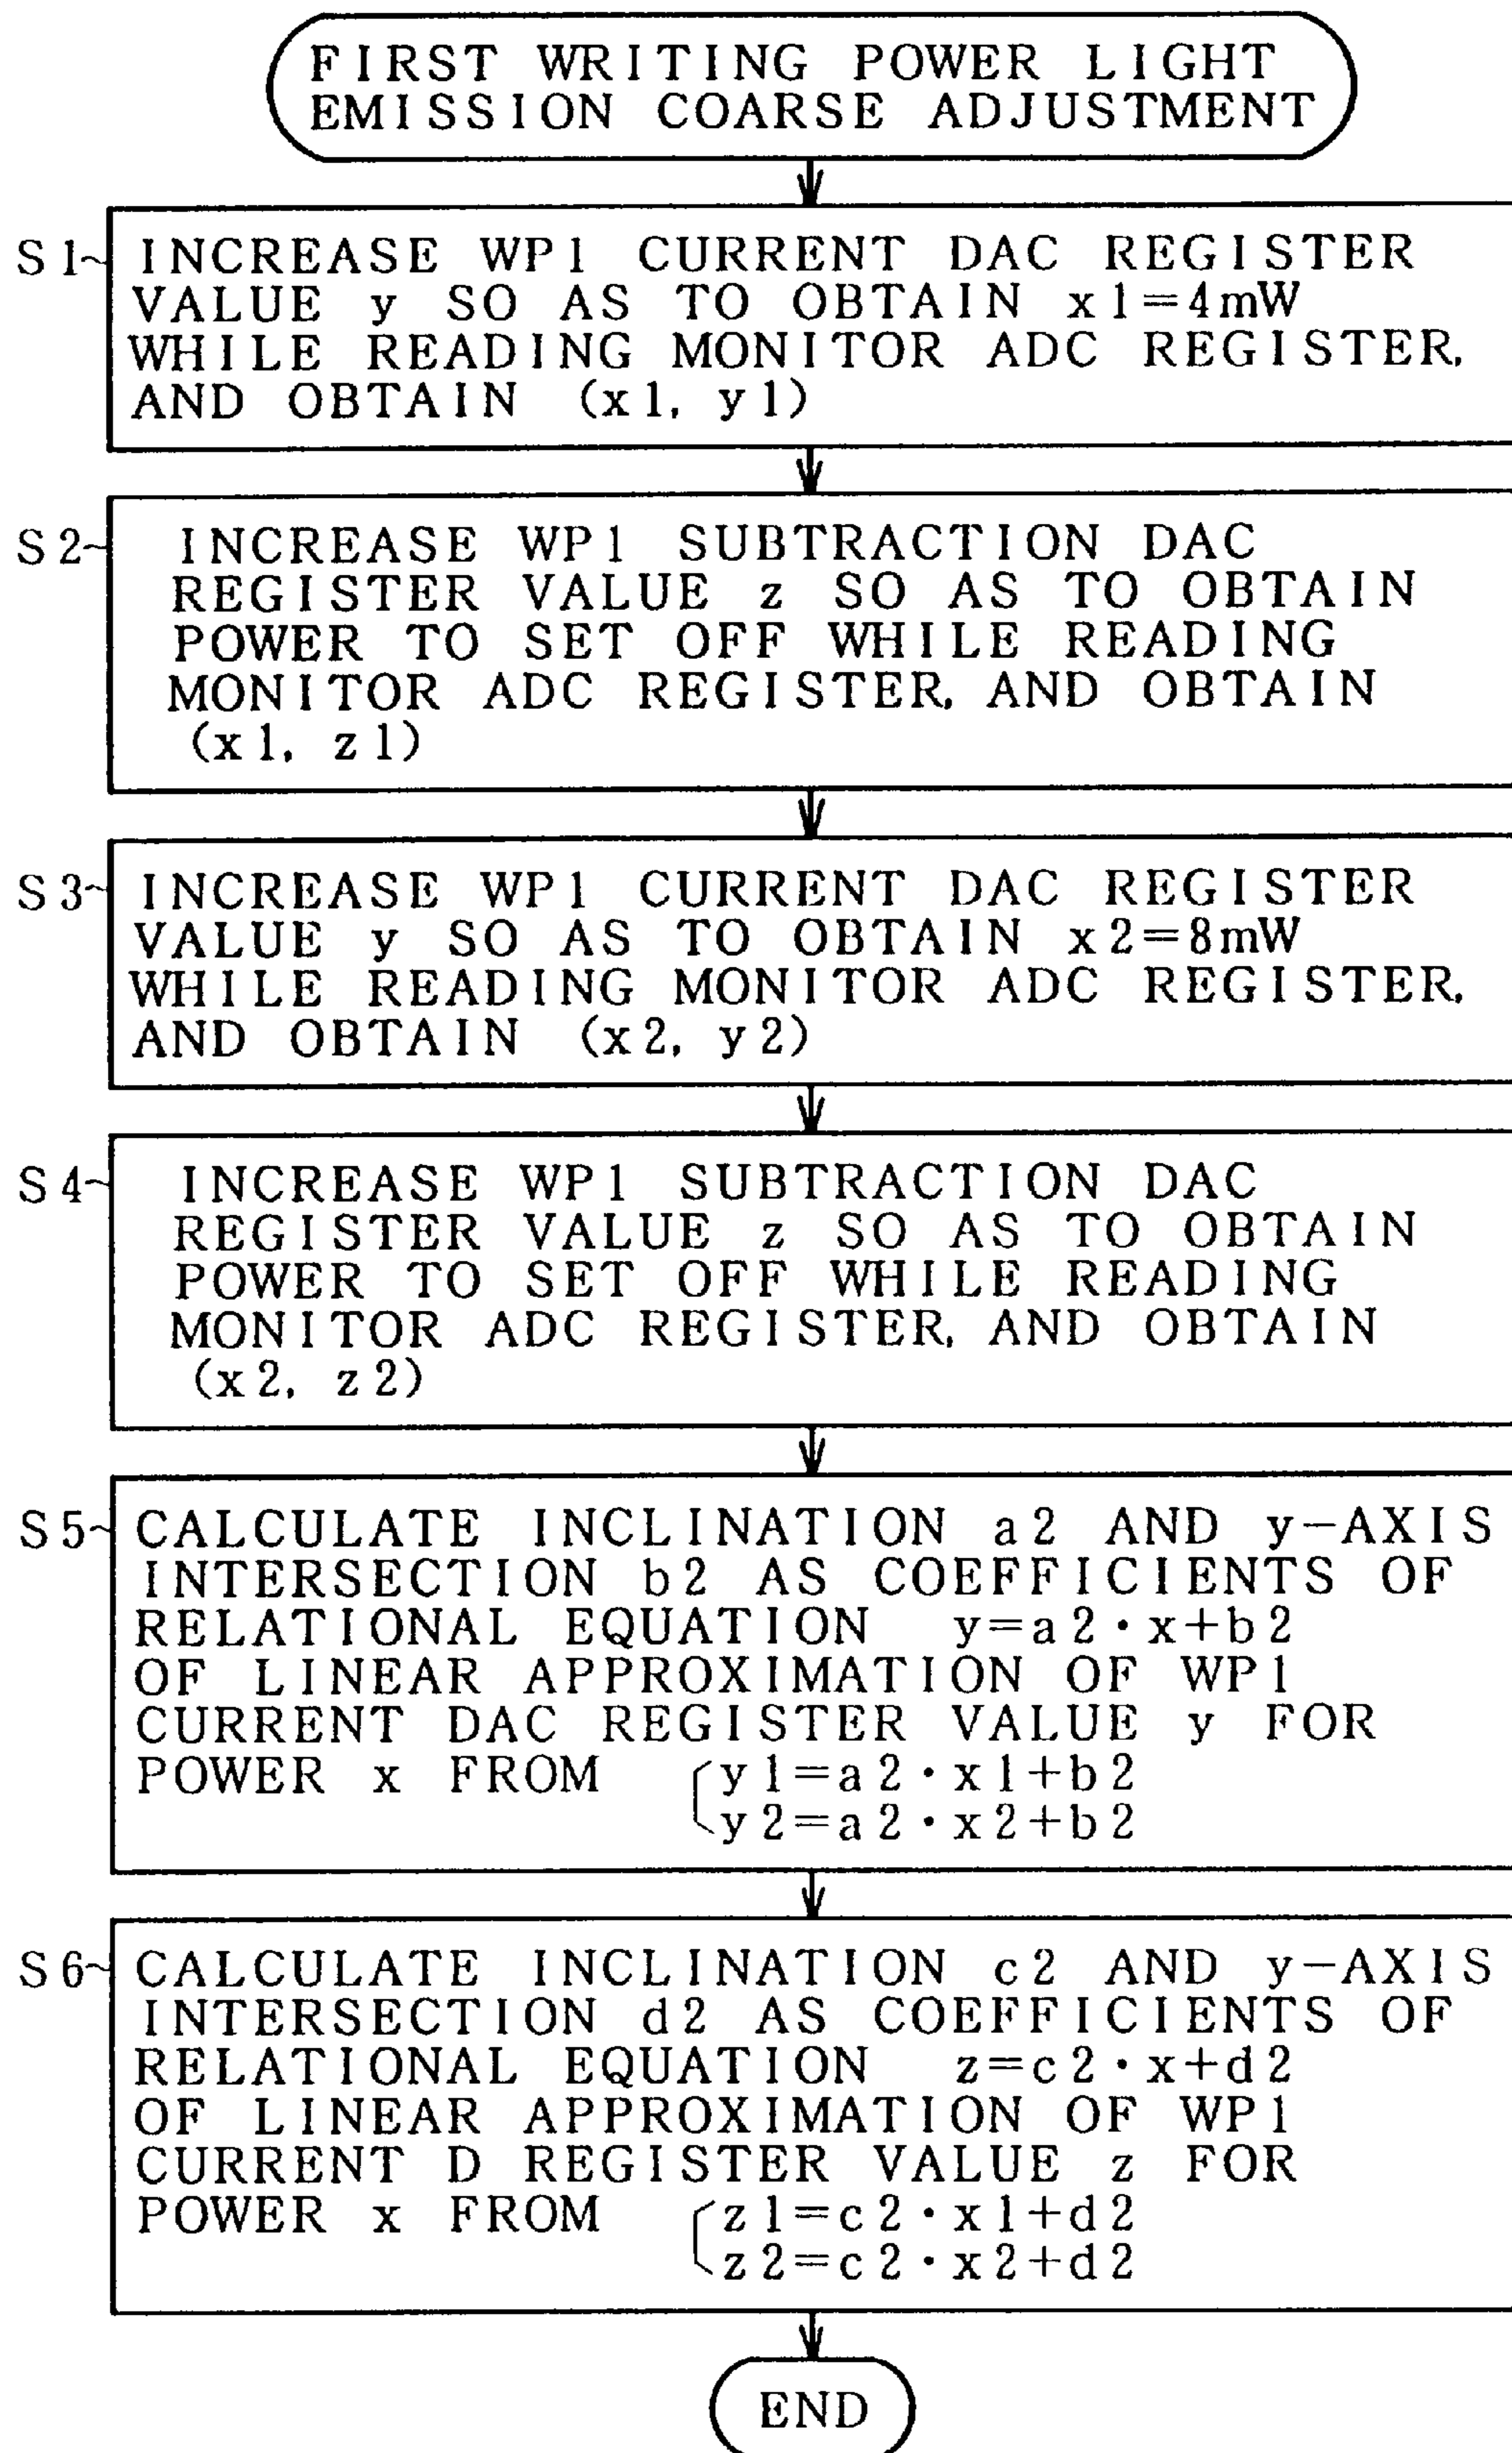 FIRST WRITING POWER LIGHT
EMISSION COARSE ADJUSTMENT
S1
INCREASE WP1 CURRENT DAC REGISTER
VALUE y SO AS TO OBTAIN x1=4mW
WHILE READING MONITOR ADC REGISTER,
AND OBTAIN (x1, y1)
S2
INCREASE WP1 SUBTRACTION DAC
REGISTER VALUE z SO AS TO OBTAIN
POWER TO SET OFF WHILE READING
MONITOR ADC REGISTER, AND OBTAIN
(x1, z1)
S3
INCREASE WP1 CURRENT DAC REGISTER
VALUE y SO AS TO OBTAIN x2=8mW
WHILE READING MONITOR ADC REGISTER,
AND OBTAIN (x2, y2)
S4
INCREASE WP1 SUBTRACTION DAC
REGISTER VALUE z SO AS TO OBTAIN
POWER TO SET OFF WHILE READING
MONITOR ADC REGISTER, AND OBTAIN
(x2, z2)
S5
CALCULATE INCLINATION a2 AND y-AXIS
INTERSECTION b2 AS COEFFICIENTS OF
RELATIONAL EQUATION y=a2·x+b2
OF LINEAR APPROXIMATION OF WP1
CURRENT DAC REGISTER VALUE y FOR
POWER x FROM y1=a2·x1+b2
y2=a2·x2+b2
S6
CALCULATE INCLINATION c2 AND y-AXIS
INTERSECTION d2 AS COEFFICIENTS OF
RELATIONAL EQUATION z=c2·x+d2
OF LINEAR APPROXIMATION OF WP1
CURRENT D REGISTER VALUE z FOR
POWER x FROM z1=c2·x1+d2
z2=c2·x2+d2
END